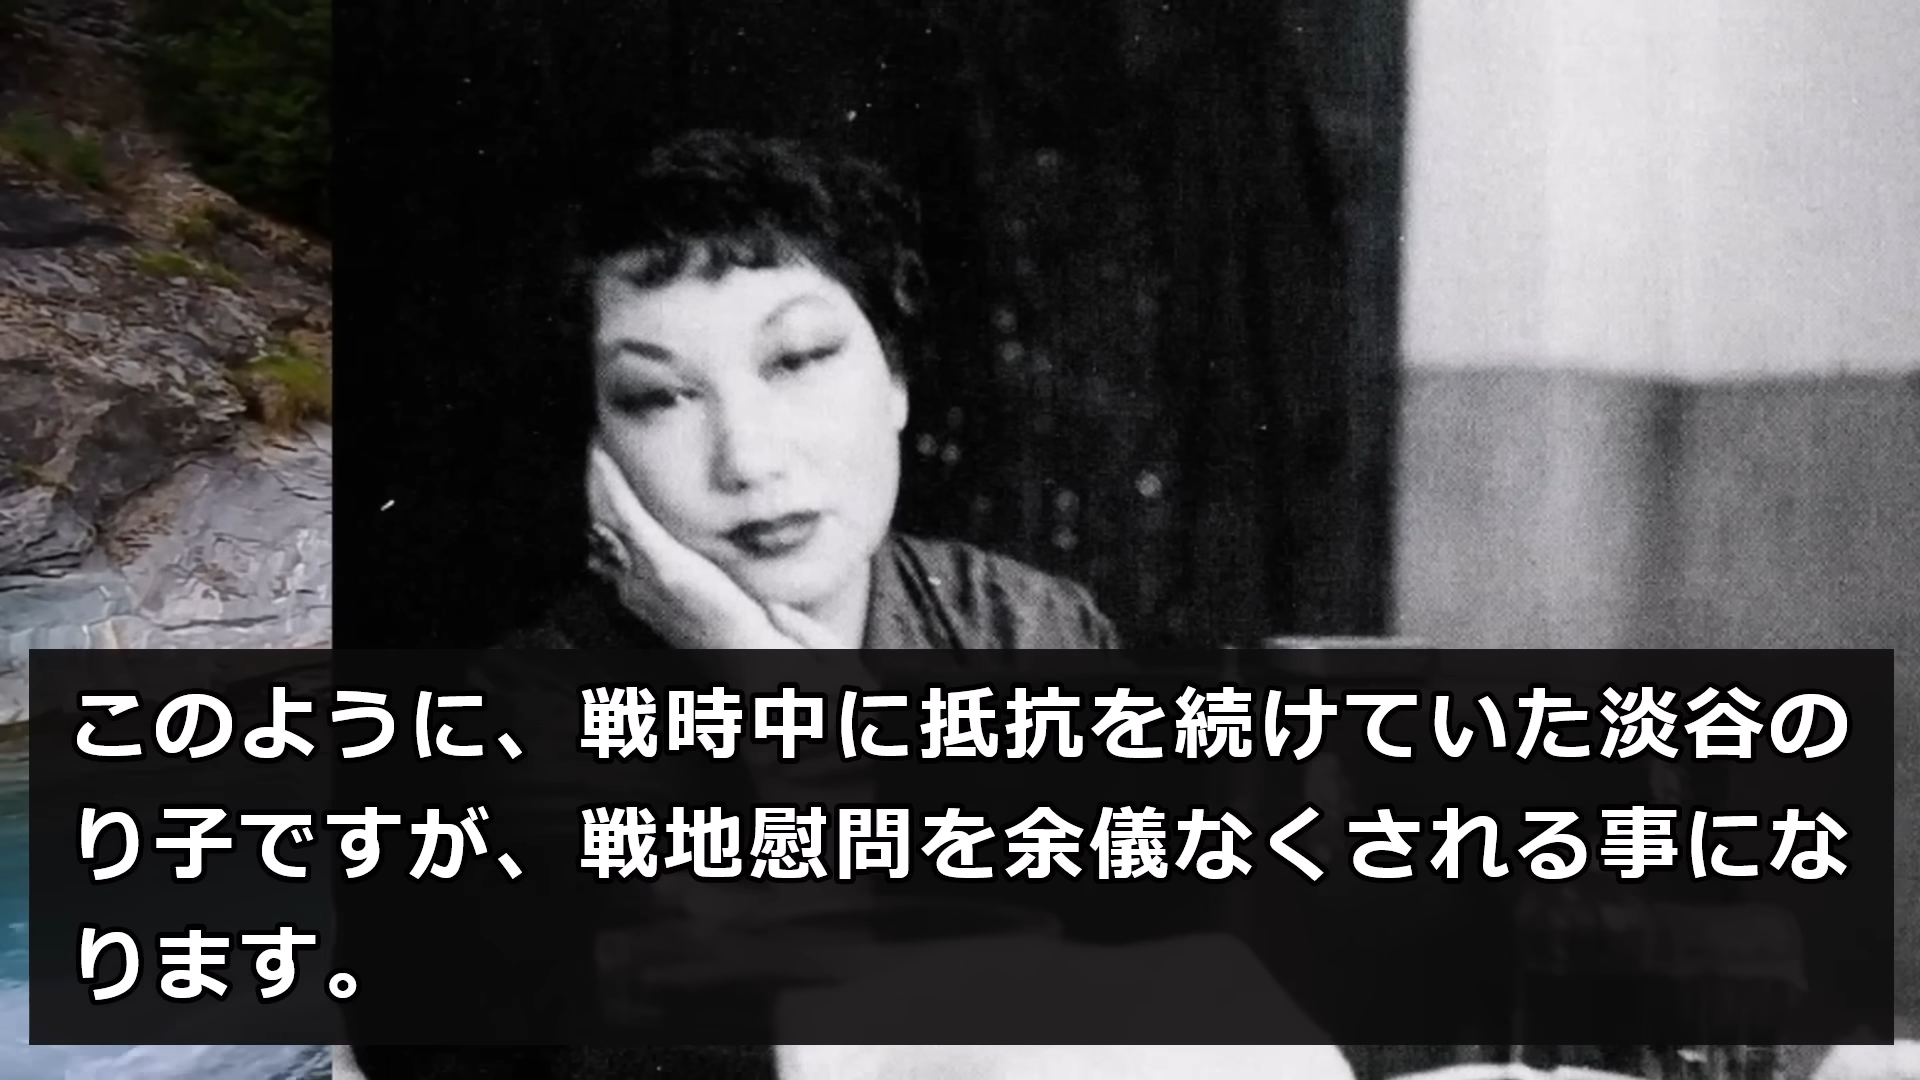 このように、戦時中に抵抗を続けていた淡谷の
り子ですが、戦地慰問を余儀なくされる事にな
ります。